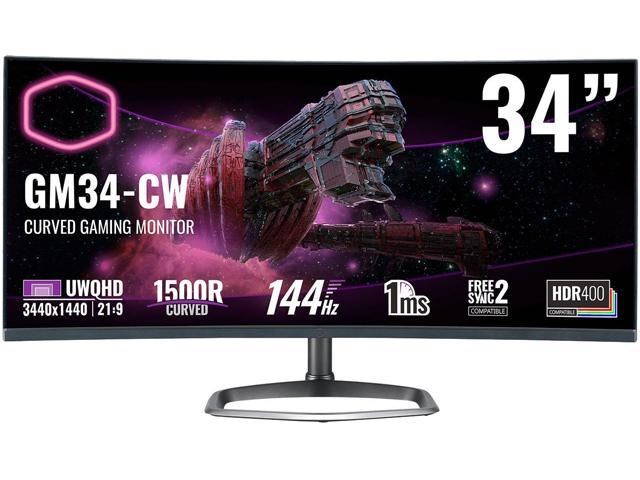 34”
GM34-CW
CURVED GAMING MONITOR
UWQHD
3440x1440 | 21:9
1500R
CURVED
144Hz
1ms
FREE
SYNC 2
COMPATIBLE
HDR400
COMPATIBLE